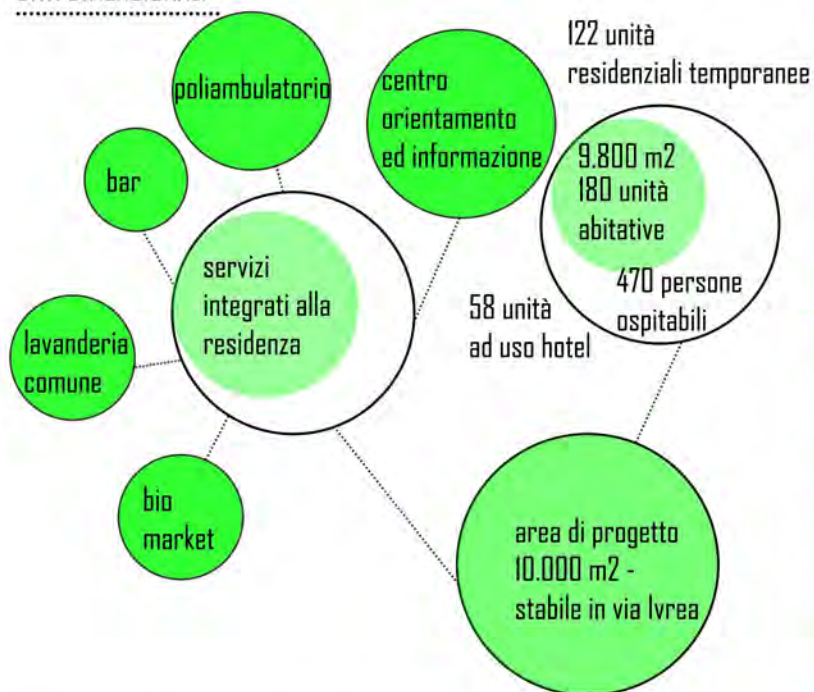 122 unità
residenziali temporanee
poliambulatorio
centro
orientamento
ed informazione
9.800 m2
180 unità
abitative
bar
470 persone
ospitabili
servizi
integrati alla
residenza
58 unità
ad uso hotel
lavanderia
comune
bio
market
area di progetto
10.000 m2 -
stabile in via Ivrea